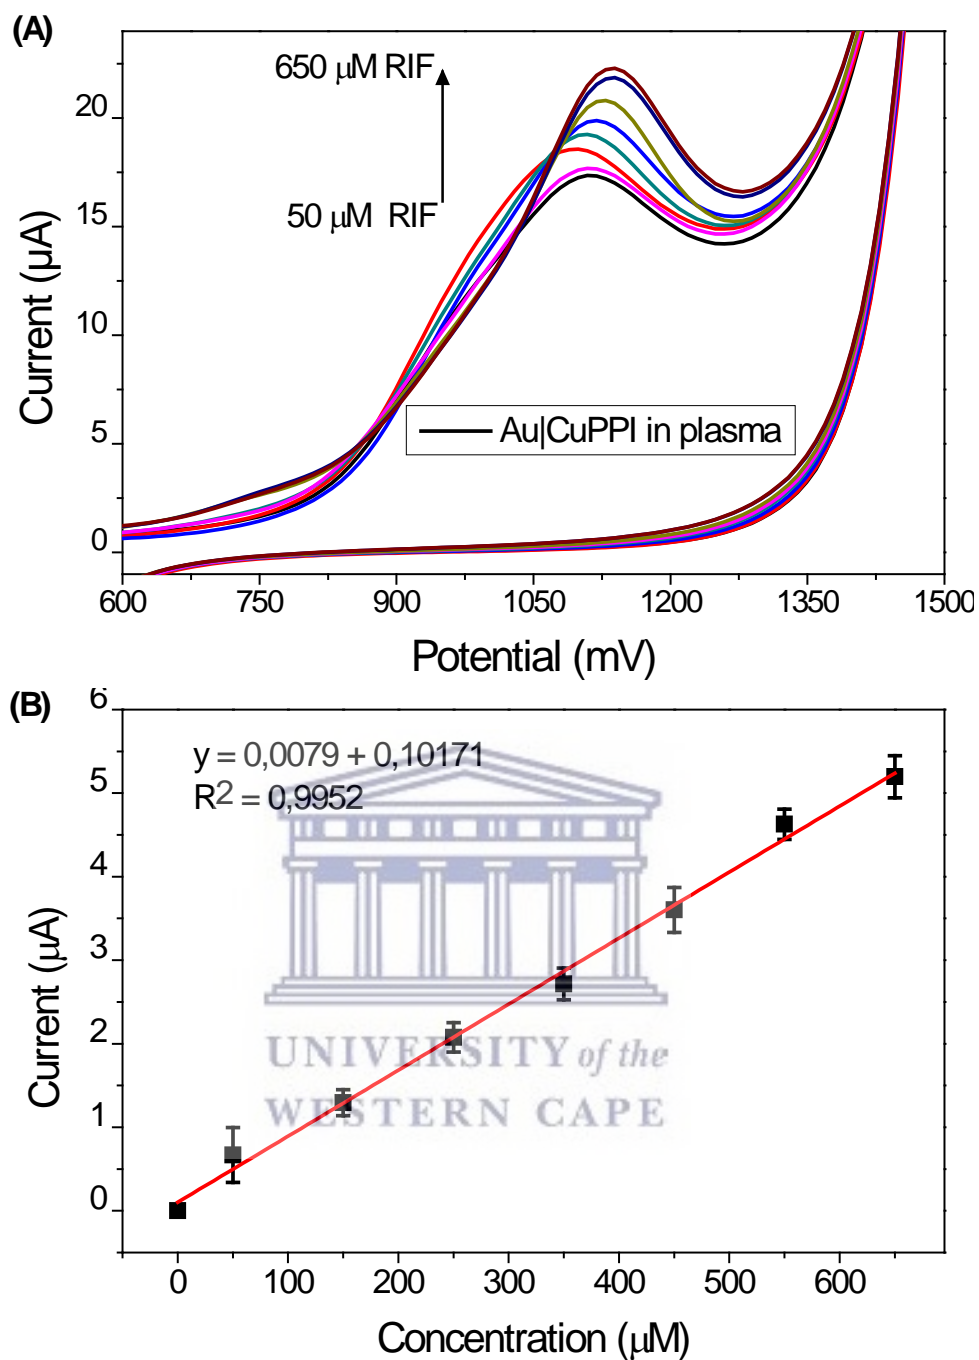 (A)
650 μM RIF
50 μM RIF
Au|CuPPI in plasma
Current (μA)
20
15
10
5
0
600 750 900 1050 1200 1350 1500
Potential (mV)
(B)
y = 0,0079 + 0,10171
R2 = 0,9952
UNIVERSITY of the
WESTERN CAPE
Current (μA)
6
5
4
3
2
1
0
0 100 200 300 400 500 600
Concentration (μM)